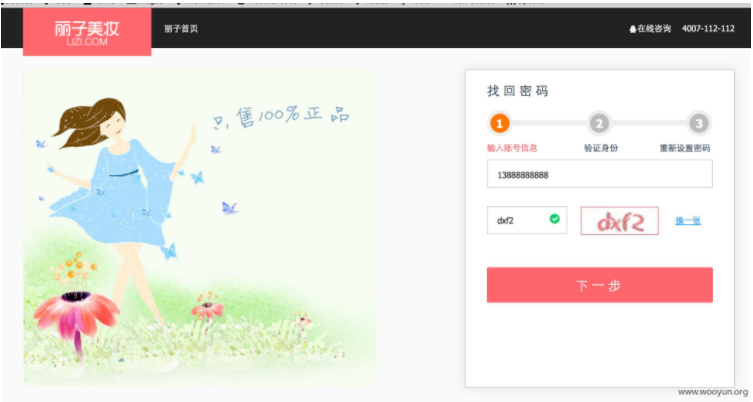 丽子美妆
LIZI.COM
丽子首页
在线咨询 4007-112-112
只售100%正品
找回密码
1 2 3
输入账号信息 验证身份 重新设置密码
13888888888
dxf2 dxf2 换一张
下一步
www.wooyun.org